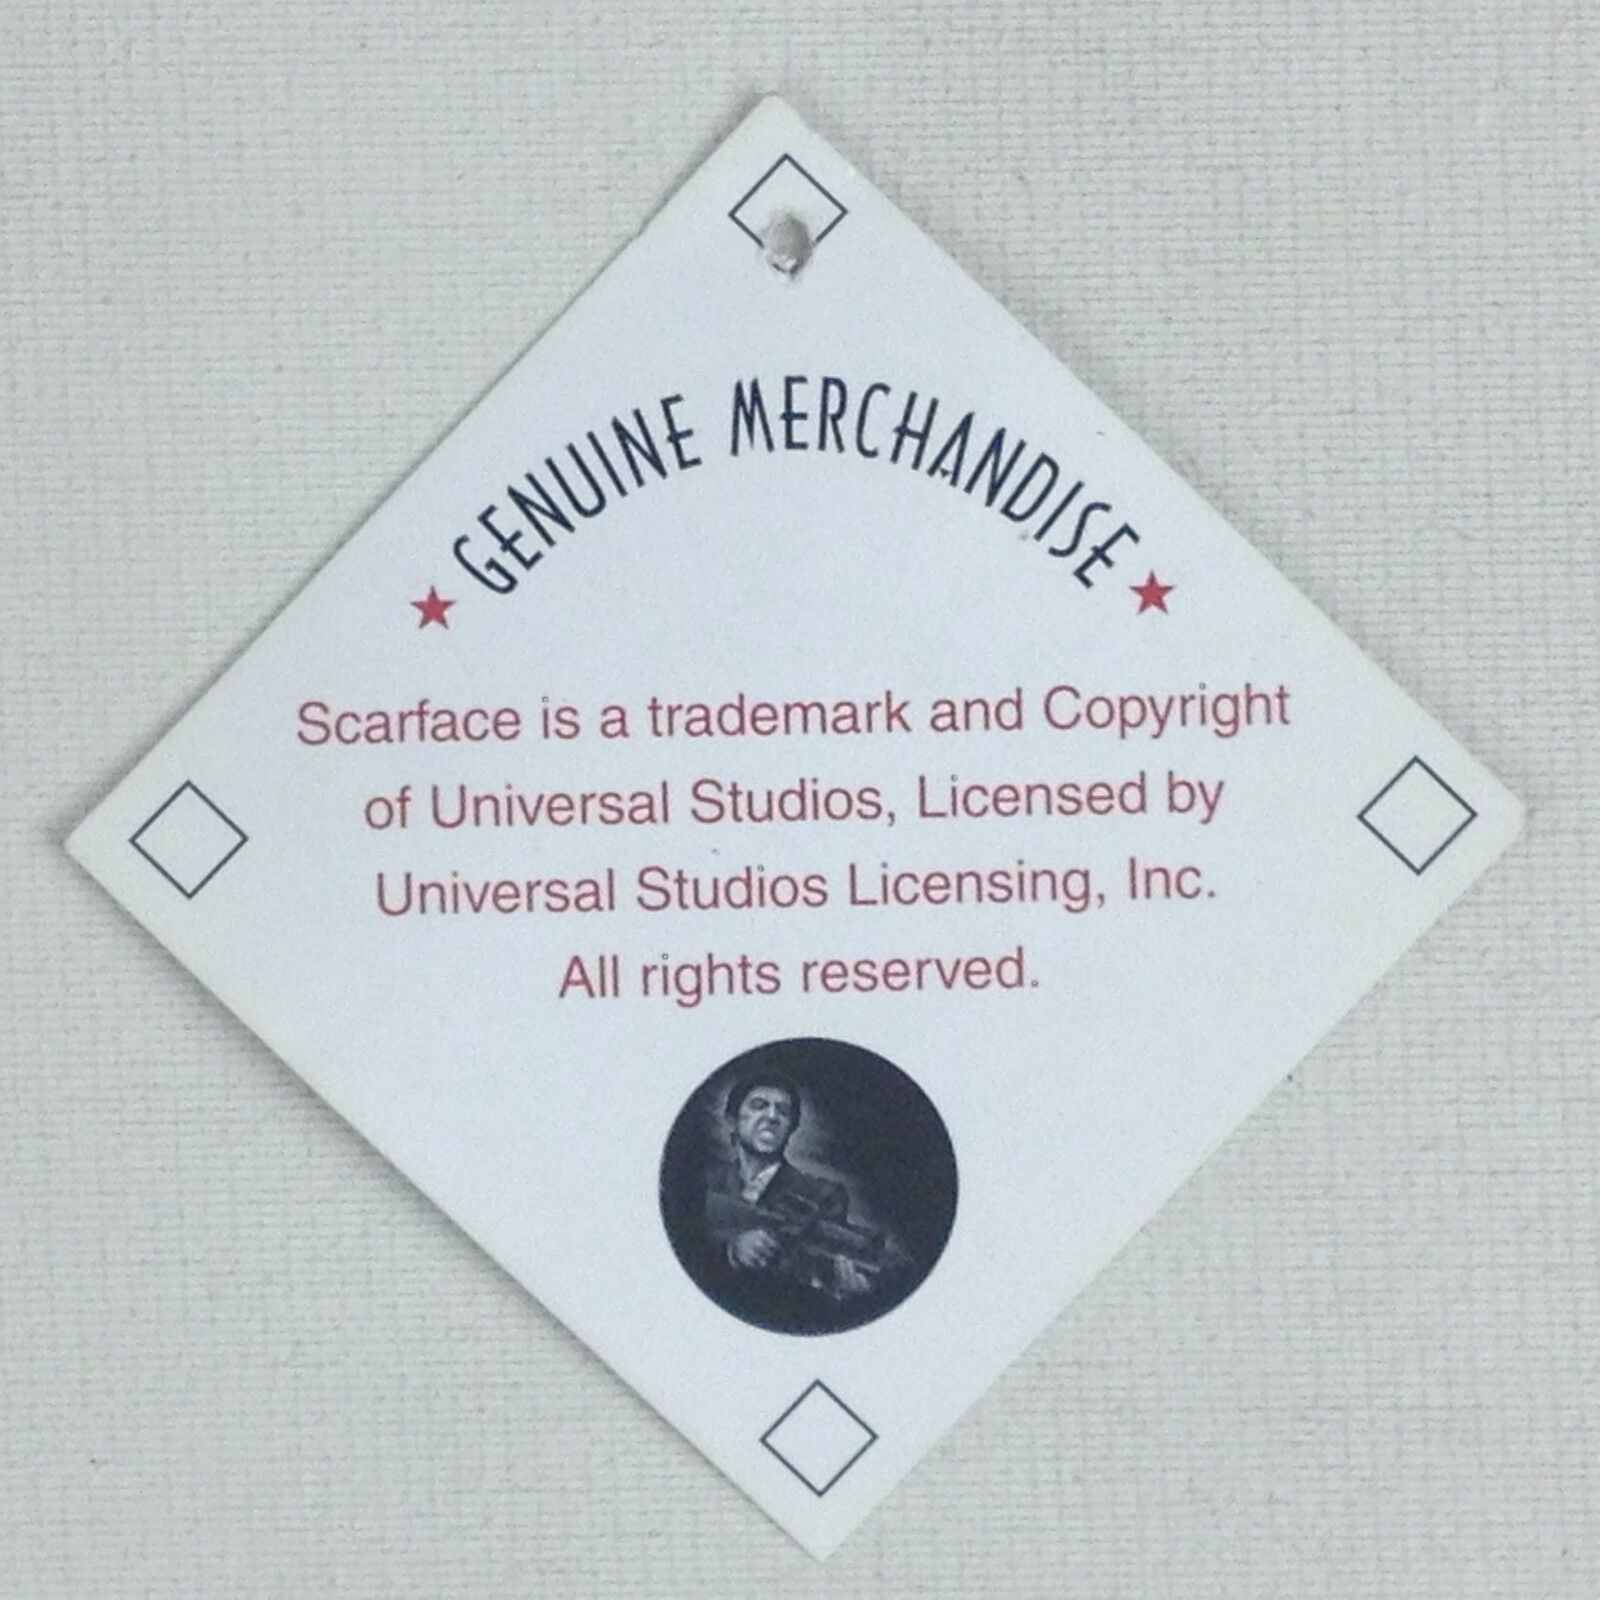 GENUINE MERCHANDISE
Scarface is a trademark and Copyright
of Universal Studios, Licensed by
Universal Studios Licensing, Inc.
All rights reserved.